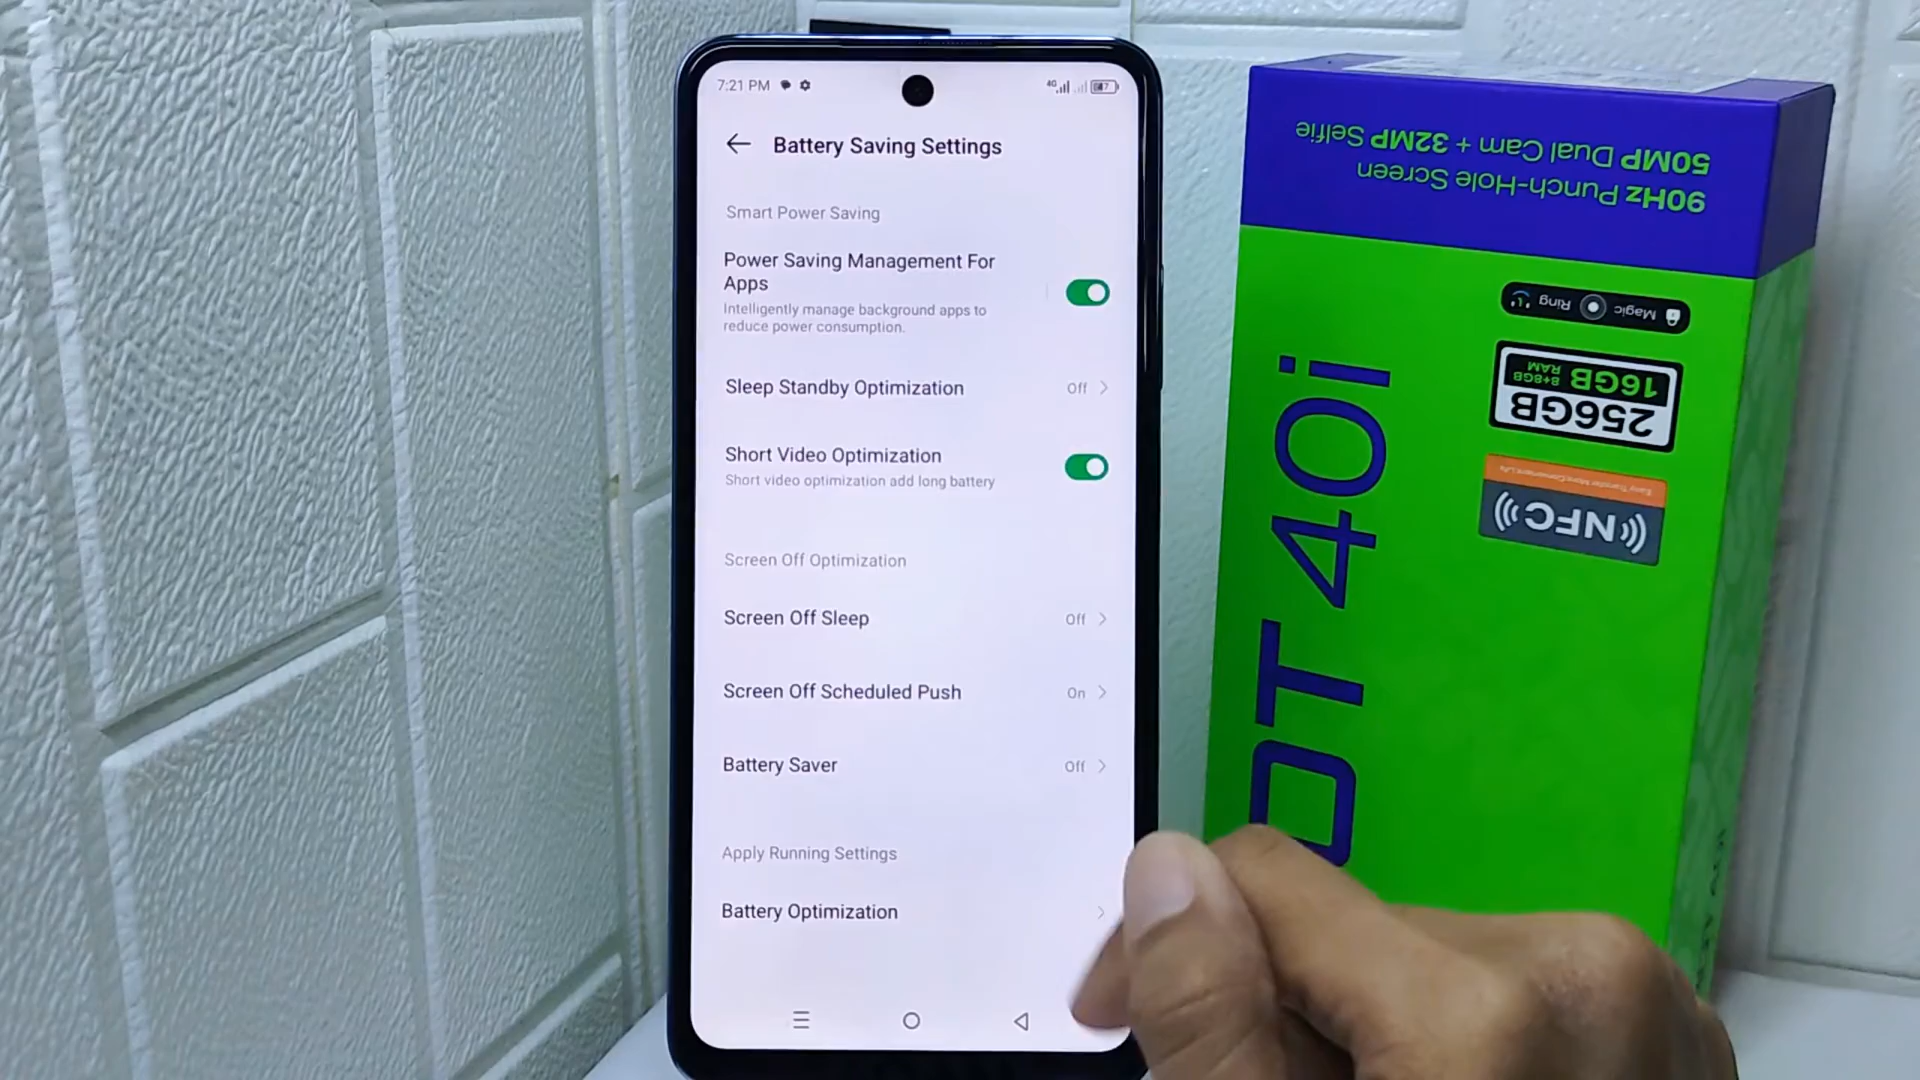 7:21 PM
4G
Battery Saving Settings
Smart Power Saving
Power Saving Management For
Apps
Intelligently manage background apps to
reduce power consumption.
Sleep Standby Optimization
Off
Short Video Optimization
Short video optimization add long battery
Screen Off Optimization
Screen Off Sleep
Off
Screen Off Scheduled Push
On
Battery Saver
Off
Apply Running Settings
Battery Optimization
90Hz Punch-Hole Screen
50MP Dual Cam + 32MP Selfie
Magic Ring
256GB
16GB
8+8GB
RAM
NFC
OT 40i